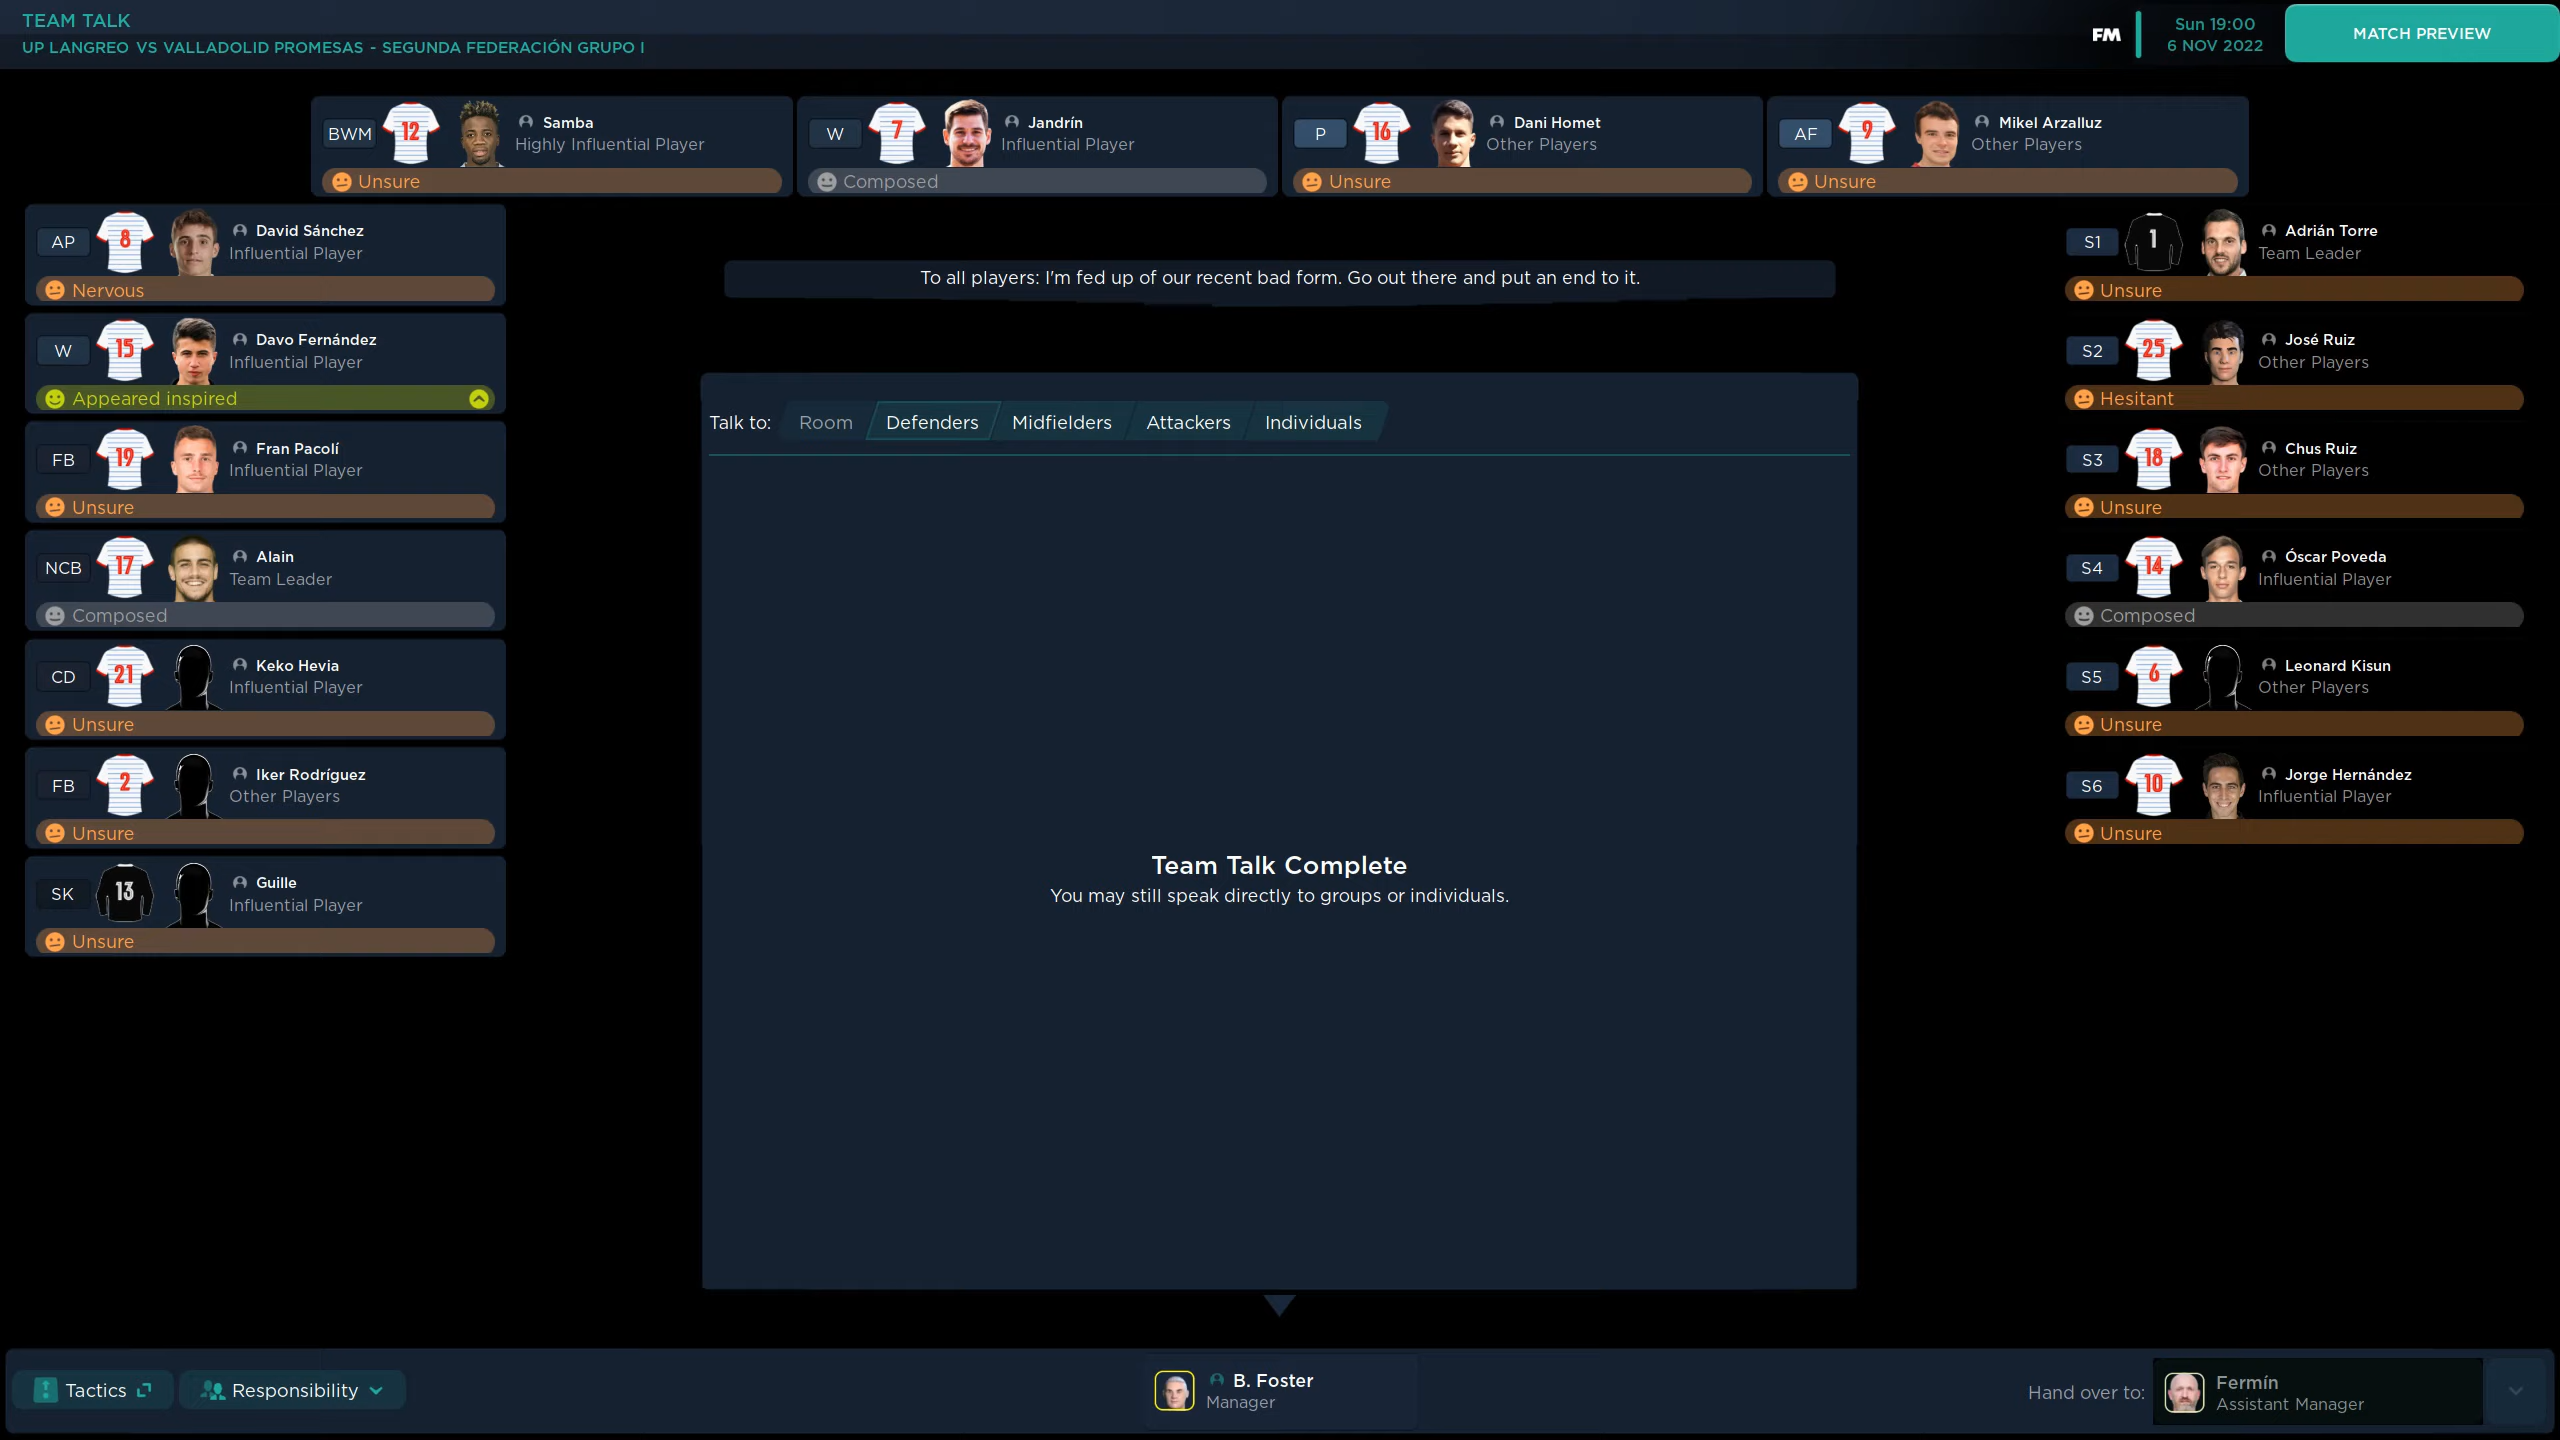 TEAM TALK
UP LANGREO VS VALLADOLID PROMESAS - SEGUNDA FEDERACIÓN GRUPO I
FM
Sun 19:00
6 NOV 2022
MATCH PREVIEW
BWM
12
Samba
Highly Influential Player
Unsure
W
7
Jandrín
Influential Player
Composed
P
16
Dani Homet
Other Players
Unsure
AF
9
Mikel Arzalluz
Other Players
Unsure
AP
8
David Sánchez
Influential Player
Nervous
W
15
Davo Fernández
Influential Player
Appeared inspired
FB
19
Fran Pacolí
Influential Player
Unsure
NCB
17
Alain
Team Leader
Composed
CD
21
Keko Hevia
Influential Player
Unsure
FB
2
Iker Rodríguez
Other Players
Unsure
SK
13
Guille
Influential Player
Unsure
To all players: I'm fed up of our recent bad form. Go out there and put an end to it.
Talk to: Room Defenders Midfielders Attackers Individuals
Team Talk Complete
You may still speak directly to groups or individuals.
S1
1
Adrián Torre
Team Leader
Unsure
S2
25
José Ruiz
Other Players
Hesitant
S3
18
Chus Ruiz
Other Players
Unsure
S4
14
Óscar Poveda
Influential Player
Composed
S5
6
Leonard Kisun
Other Players
Unsure
S6
10
Jorge Hernández
Influential Player
Unsure
Tactics
Responsibility
B. Foster
Manager
Hand over to:
Fermín
Assistant Manager